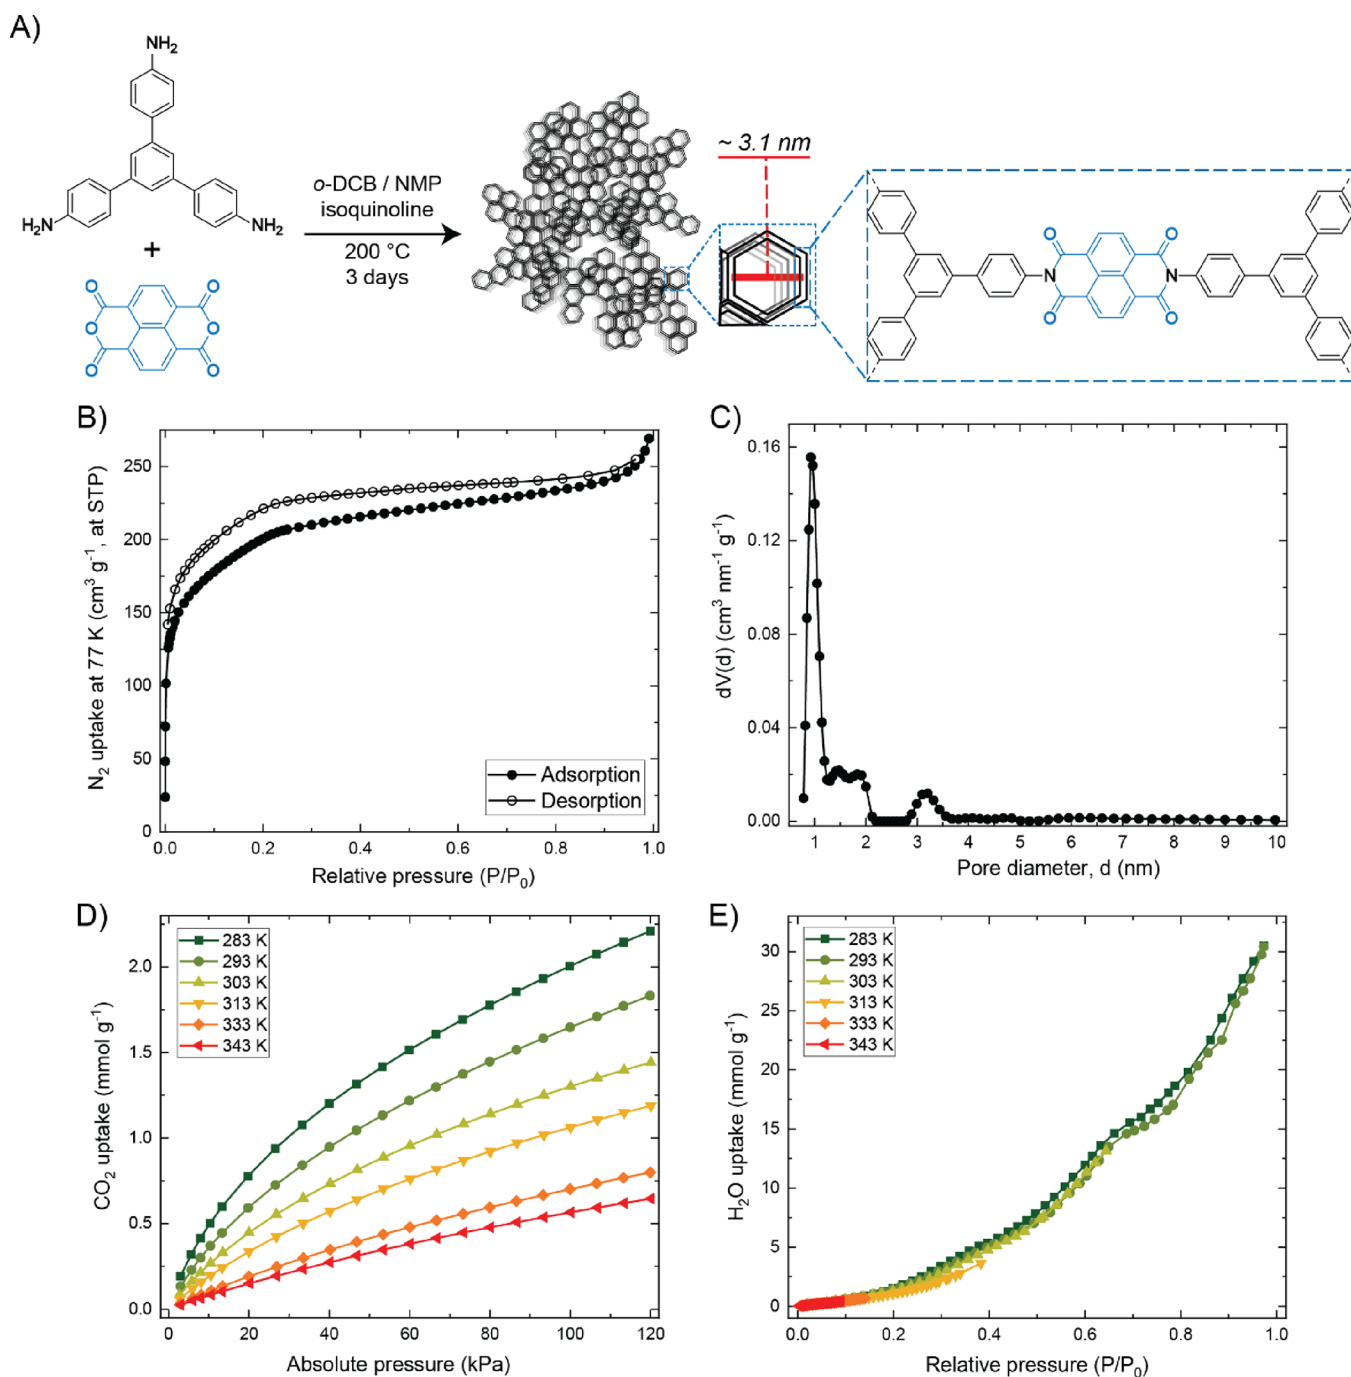 A)
NH2
H2N
NH2
+
O
O
O
O
O
O
o-DCB / NMP
isoquinoline
200 °C
3 days
~ 3.1 nm
O
O
N
N
O
O
B)
N2 uptake at 77 K (cm3 g-1, at STP)
250
200
150
100
50
0
0.0 0.2 0.4 0.6 0.8 1.0
Relative pressure (P/P0)
Adsorption
Desorption
C)
dV(d) (cm3 nm-1 g-1)
0.16
0.12
0.08
0.04
0.00
1 2 3 4 5 6 7 8 9 10
Pore diameter, d (nm)
D)
CO2 uptake (mmol g-1)
2.0
1.5
1.0
0.5
0.0
283 K
293 K
303 K
313 K
333 K
343 K
0 20 40 60 80 100 120
Absolute pressure (kPa)
E)
H2O uptake (mmol g-1)
30
25
20
15
10
5
0
283 K
293 K
303 K
313 K
333 K
343 K
0.0 0.2 0.4 0.6 0.8 1.0
Relative pressure (P/P0)